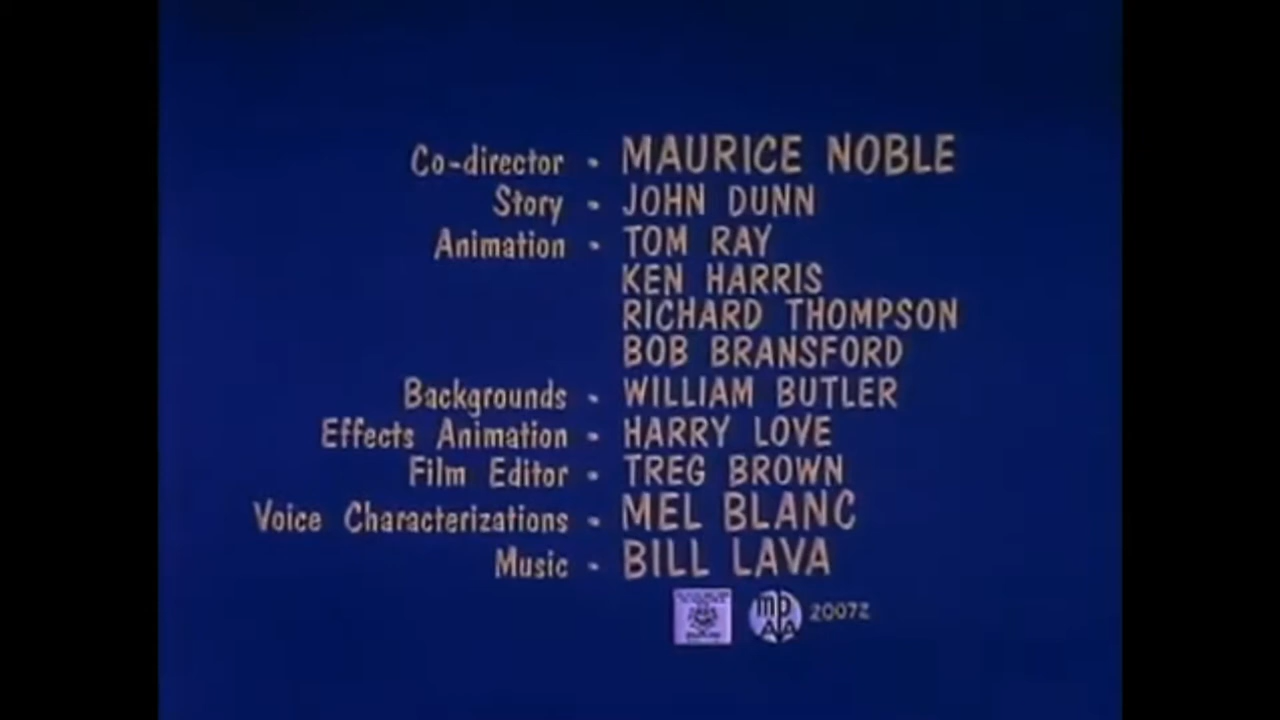 Co-director - MAURICE NOBLE
Story - JOHN DUNN
Animation - TOM RAY
KEN HARRIS
RICHARD THOMPSON
BOB BRANSFORD
Backgrounds - WILLIAM BUTLER
Effects Animation - HARRY LOVE
Film Editor - TREG BROWN
Voice Characterizations - MEL BLANC
Music - BILL LAVA
mpAA 2007Z